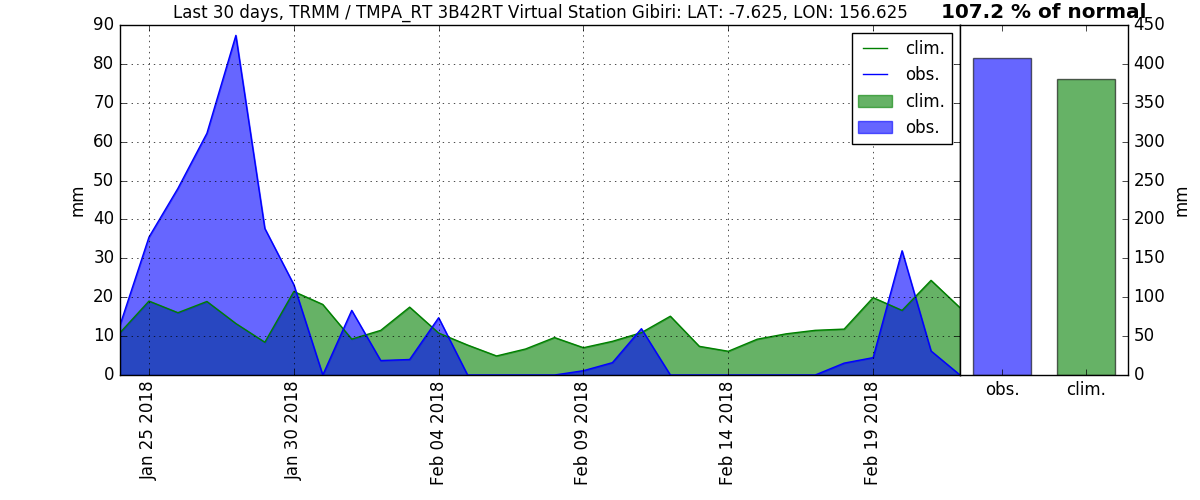 Last 30 days, TRMM / TMPA_RT 3B42RT Virtual Station Gibiri: LAT: -7.625, LON: 156.625
107.2 % of normal
90
80
70
60
50
40
30
20
10
0
mm
clim.
obs.
clim.
obs.
Jan 25 2018
Jan 30 2018
Feb 04 2018
Feb 09 2018
Feb 14 2018
Feb 19 2018
450
400
350
300
250
200
150
100
50
0
mm
obs.
clim.